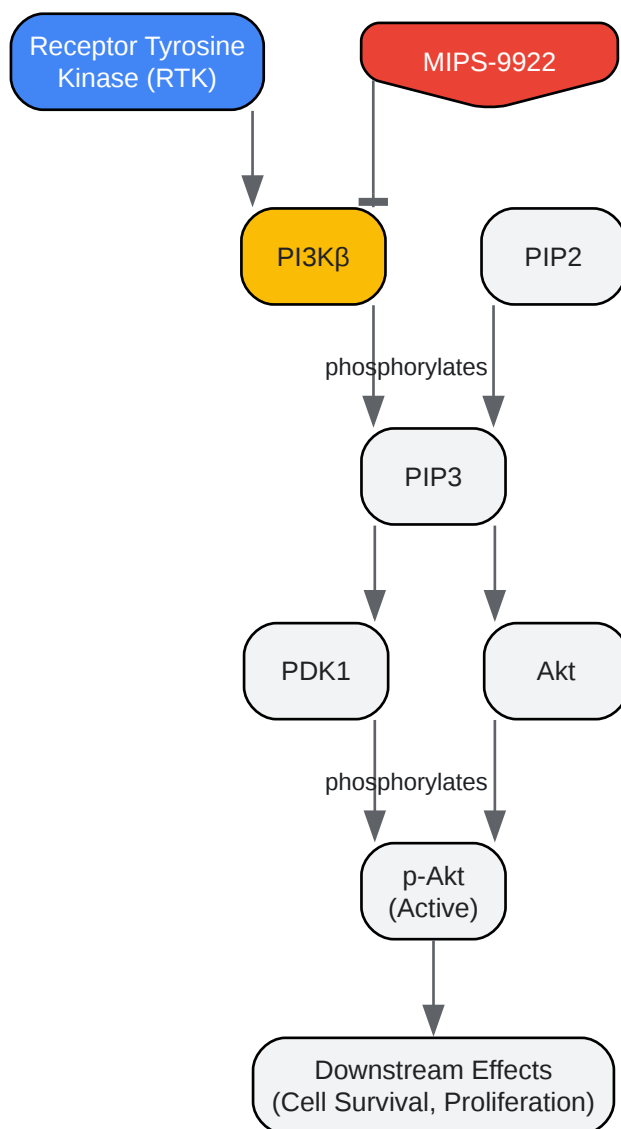 Receptor Tyrosine
Kinase (RTK)
MIPS-9922
PI3Kβ
PIP2
phosphorylates
PIP3
PDK1
Akt
phosphorylates
p-Akt
(Active)
Downstream Effects
(Cell Survival, Proliferation)